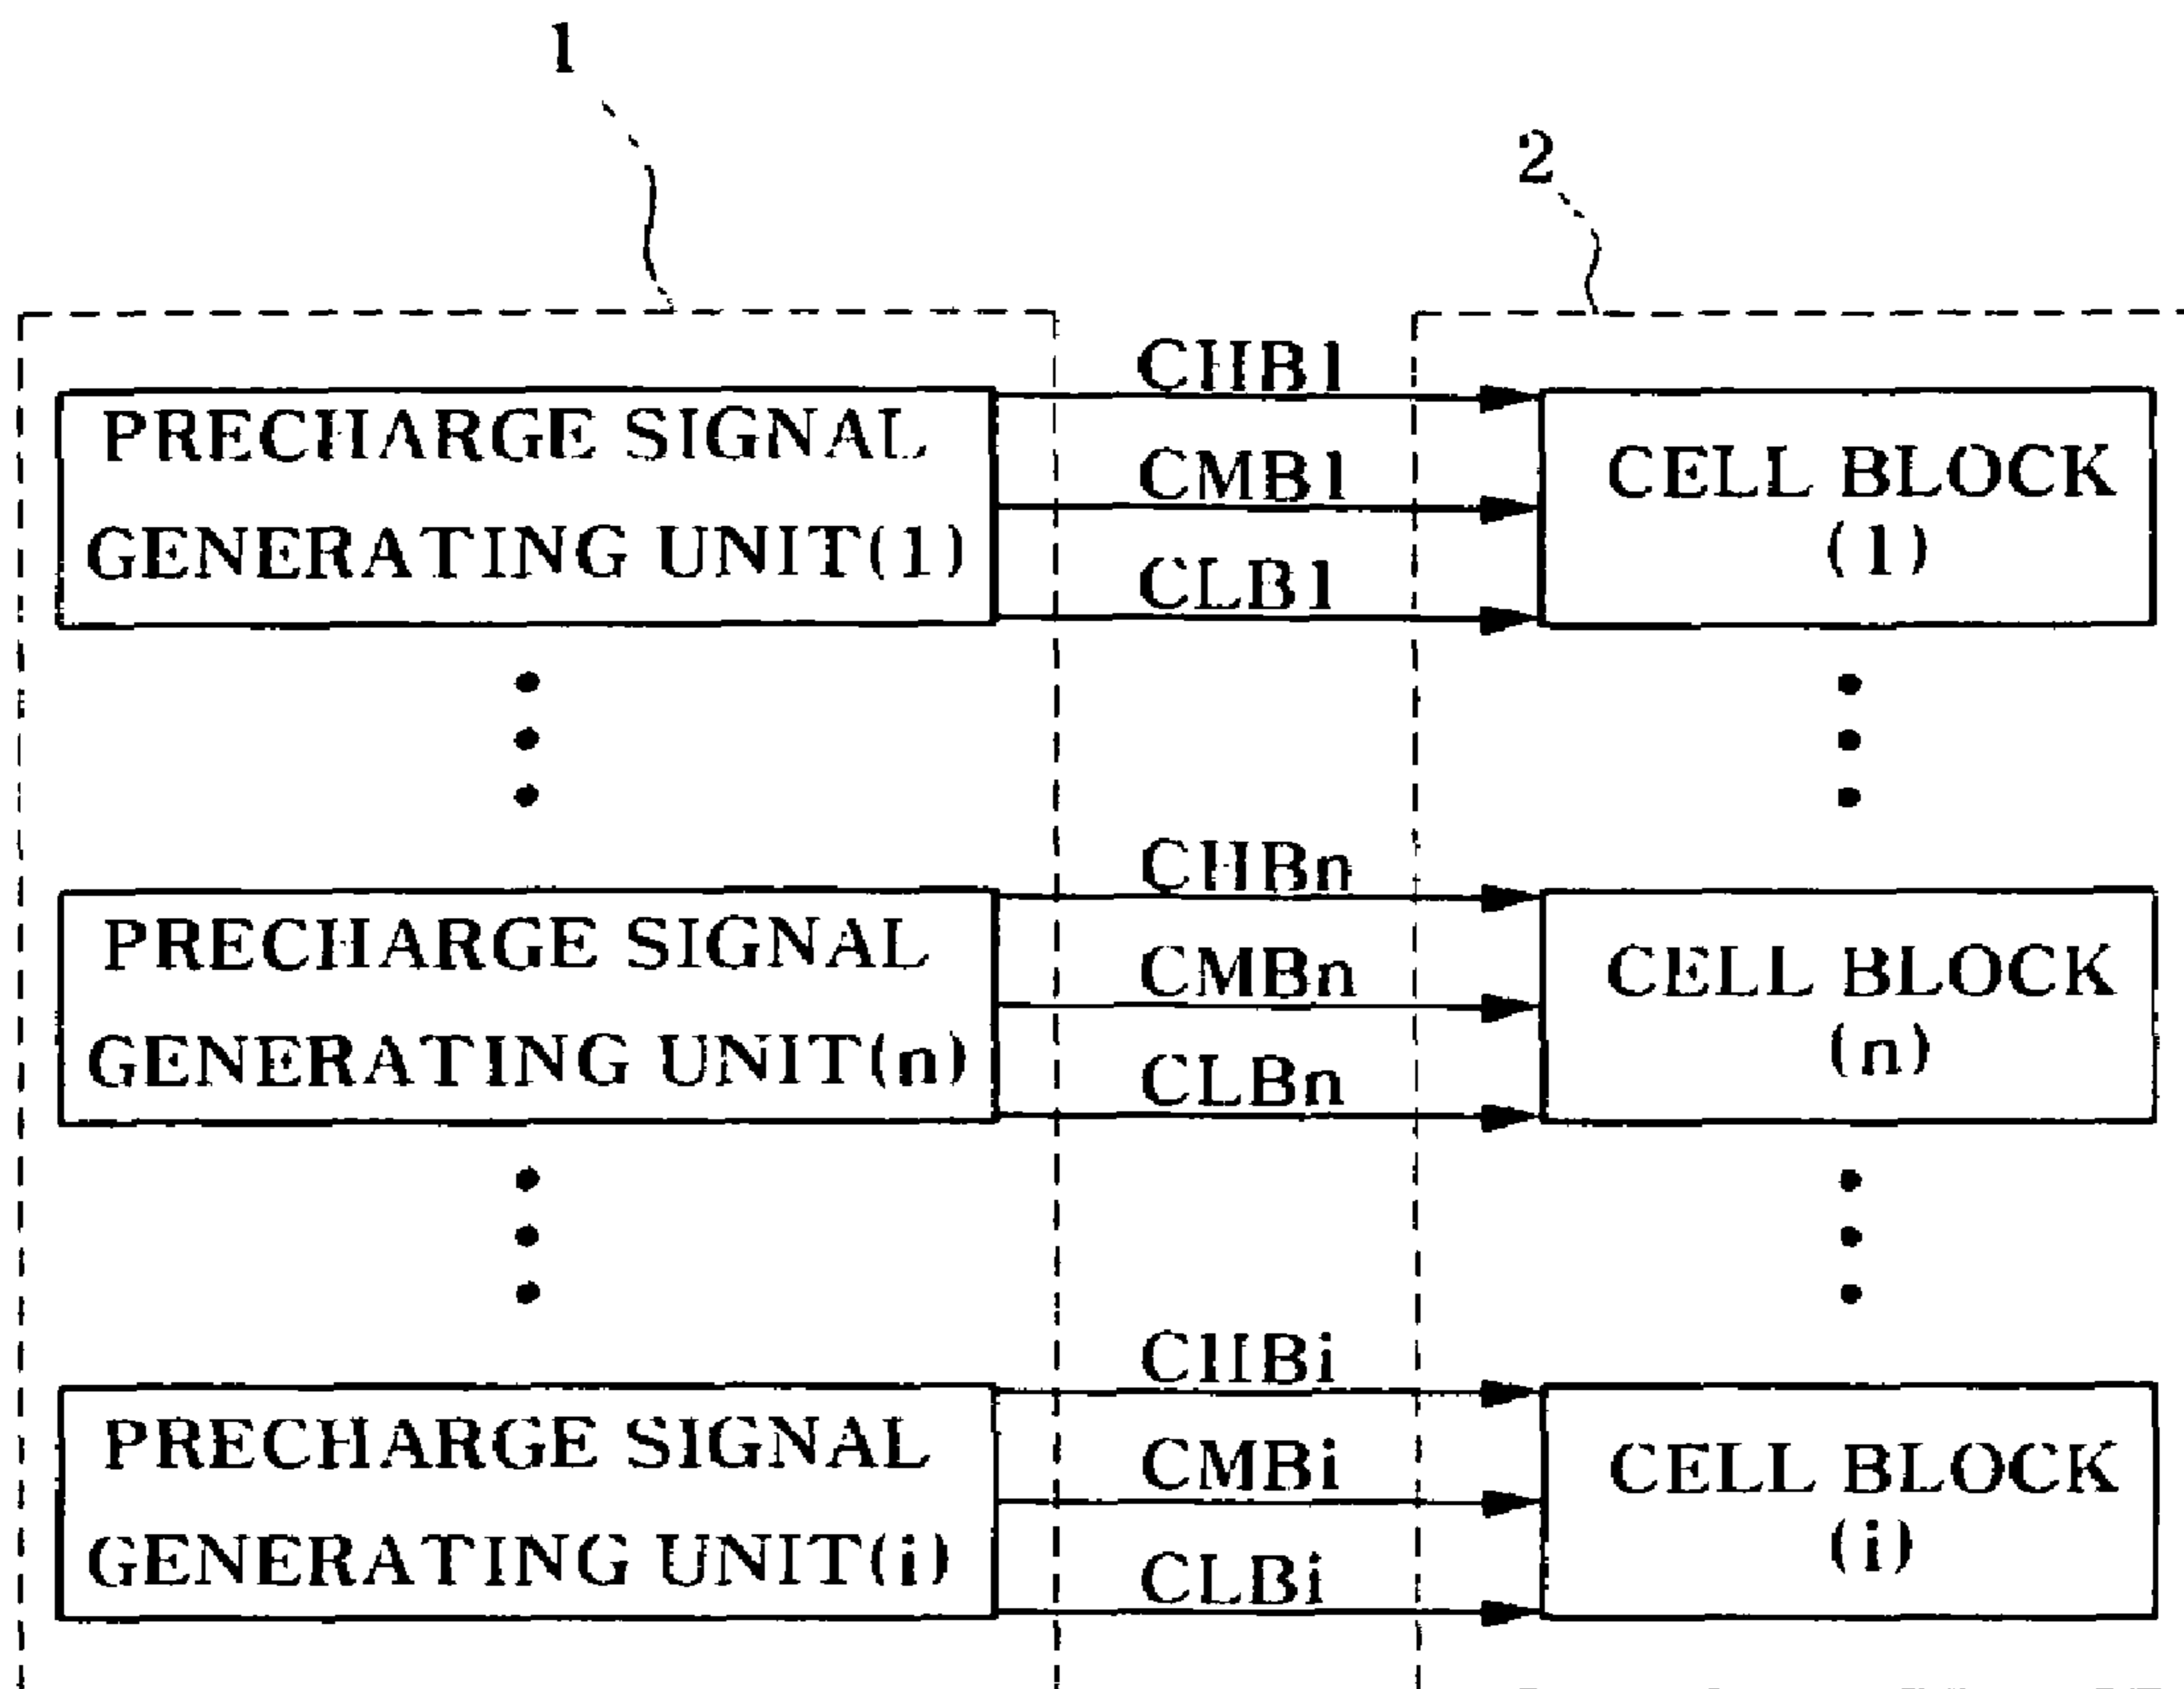 1
2
CHB1
PRECHARGE SIGNAL
GENERATING UNIT(1)
CMB1
CLB1
CELL BLOCK
(1)
CHBn
PRECHARGE SIGNAL
GENERATING UNIT(n)
CMBn
CLBn
CELL BLOCK
(n)
CHBi
PRECHARGE SIGNAL
GENERATING UNIT(i)
CMBi
CLBi
CELL BLOCK
(i)